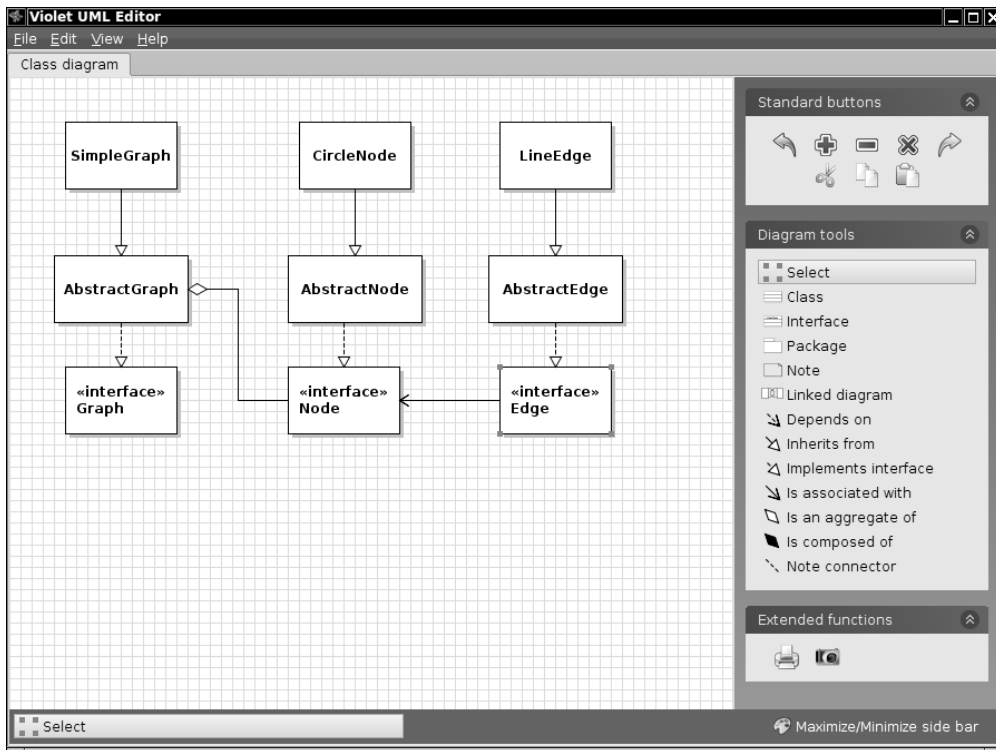 Violet UML Editor
File Edit View Help
Class diagram
SimpleGraph
CircleNode
LineEdge
AbstractGraph
AbstractNode
AbstractEdge
«interface»
Graph
«interface»
Node
«interface»
Edge
Standard buttons
Diagram tools
Select
Class
Interface
Package
Note
Linked diagram
Depends on
Inherits from
Implements interface
Is associated with
Is an aggregate of
Is composed of
Note connector
Extended functions
Select
Maximize/Minimize side bar